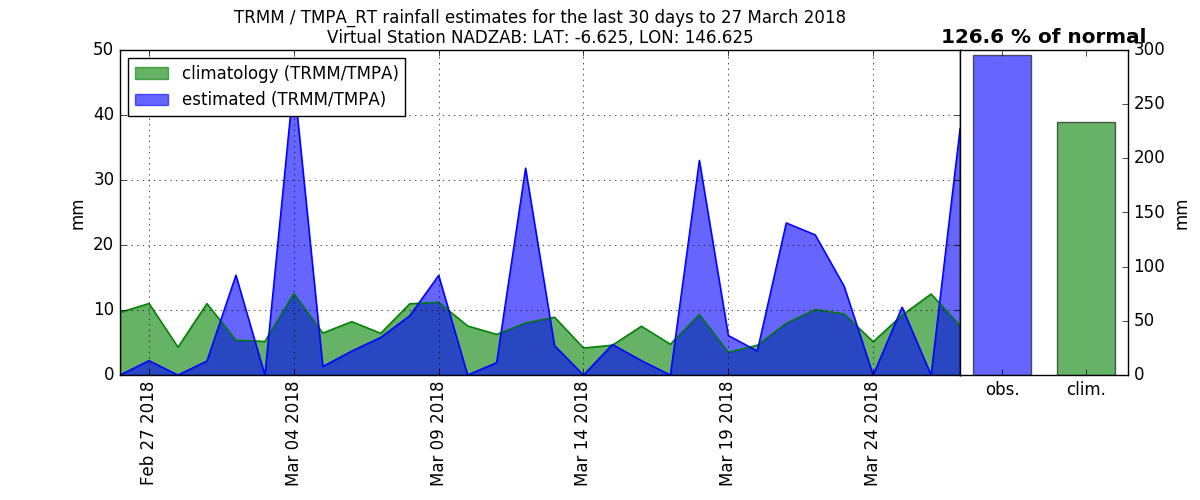 TRMM / TMPA_RT rainfall estimates for the last 30 days to 27 March 2018
Virtual Station NADZAB: LAT: -6.625, LON: 146.625
126.6 % of normal
climatology (TRMM/TMPA)
estimated (TRMM/TMPA)
50
40
30
20
10
0
mm
Feb 27 2018
Mar 04 2018
Mar 09 2018
Mar 14 2018
Mar 19 2018
Mar 24 2018
300
250
200
150
100
50
0
mm
obs.
clim.